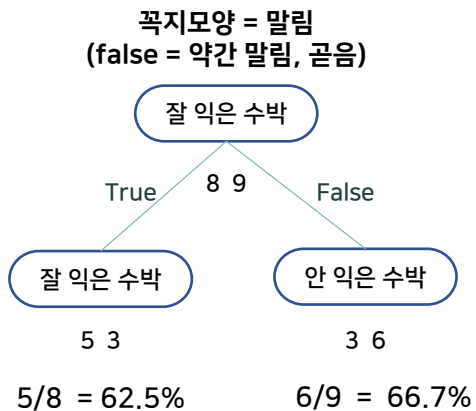 꼭지모양 = 말림
(false = 약간 말림, 곧음)
잘 익은 수박
True
8 9
False
잘 익은 수박
안 익은 수박
5 3
3 6
5/8 = 62.5%
6/9 = 66.7%